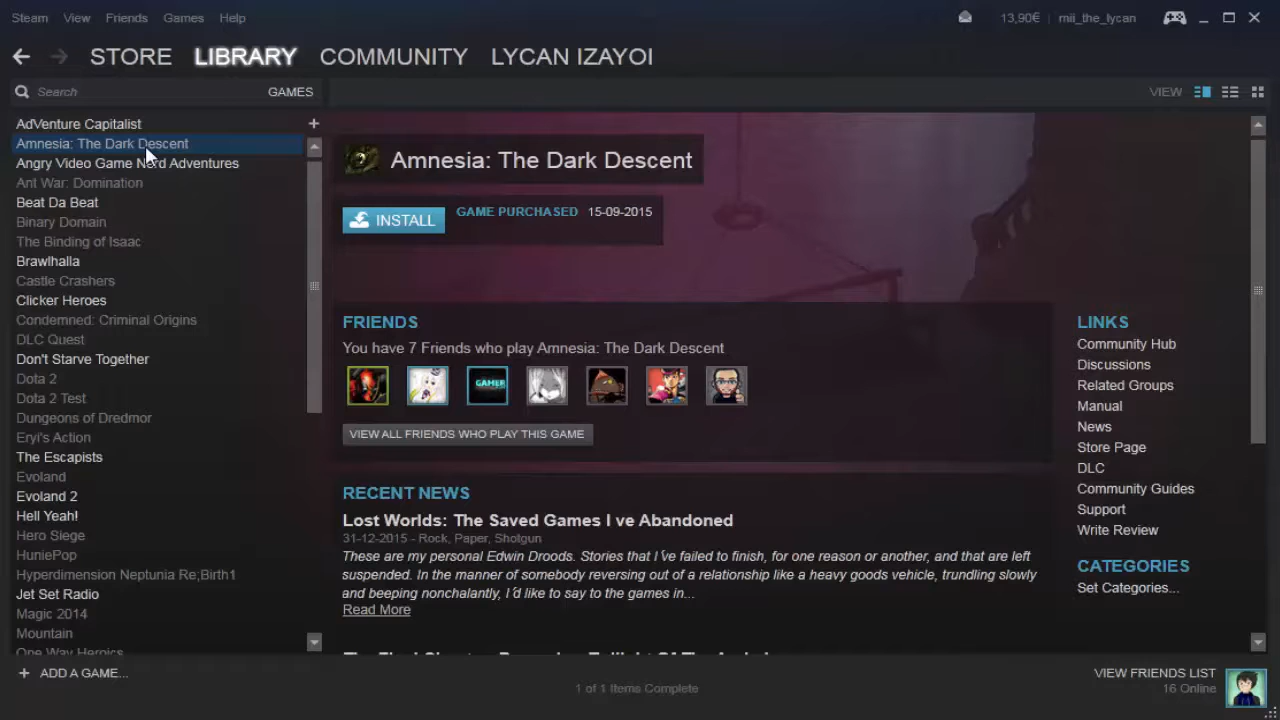 Steam View Friends Games Help 13,90€ mii_the_lycan
STORE LIBRARY COMMUNITY LYCAN IZAYOI
Search GAMES VIEW
AdVenture Capitalist +
Amnesia: The Dark Descent
Angry Video Game Nerd Adventures
Ant War: Domination
Beat Da Beat
Binary Domain
The Binding of Isaac
Brawlhalla
Castle Crashers
Clicker Heroes
Condemned: Criminal Origins
DLC Quest
Don't Starve Together
Dota 2
Dota 2 Test
Dungeons of Dredmor
Eryi's Action
The Escapists
Evoland
Evoland 2
Hell Yeah!
Hero Siege
HuniePop
Hyperdimension Neptunia Re;Birth1
Jet Set Radio
Magic 2014
Mountain
One Way Heroics
+ ADD A GAME...
Amnesia: The Dark Descent
INSTALL GAME PURCHASED 15-09-2015
FRIENDS
You have 7 Friends who play Amnesia: The Dark Descent
GAMER
VIEW ALL FRIENDS WHO PLAY THIS GAME
RECENT NEWS
Lost Worlds: The Saved Games I ve Abandoned
31-12-2015 - Rock, Paper, Shotgun
These are my personal Edwin Droods. Stories that I´ve failed to finish, for one reason or another, and that are left
suspended. In the manner of somebody reversing out of a relationship like a heavy goods vehicle, trundling slowly
and beeping nonchalantly, I´d like to say to the games in...
Read More
LINKS
Community Hub
Discussions
Related Groups
Manual
News
Store Page
DLC
Community Guides
Support
Write Review
CATEGORIES
Set Categories...
1 of 1 Items Complete
VIEW FRIENDS LIST
16 Online